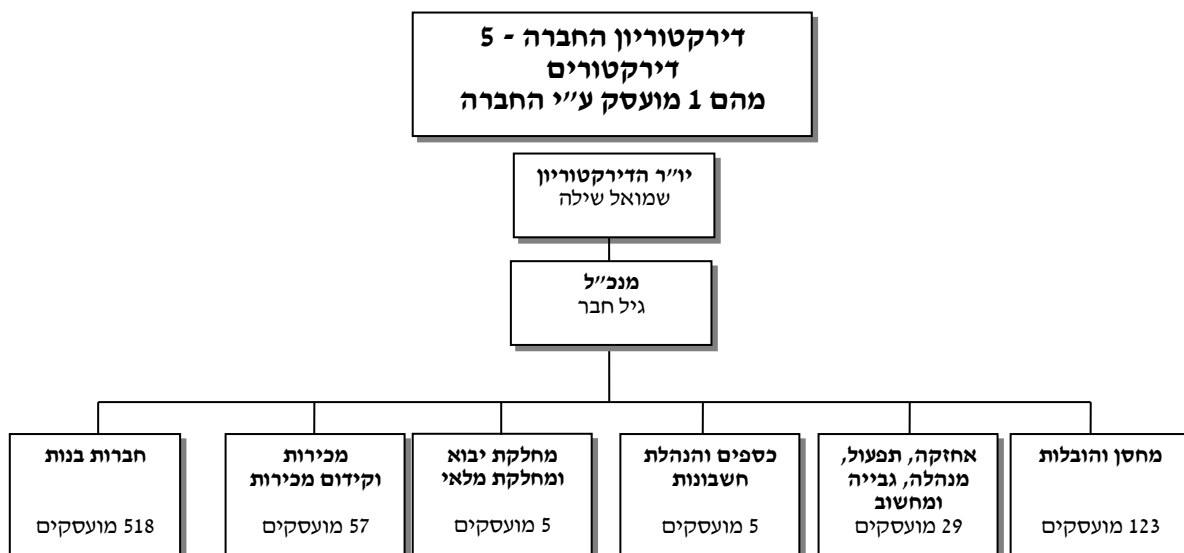 דירקטוריון החברה - 5
דירקטורים
מהם 1 מועסק ע״י החברה
יו״ר הדירקטוריון
שמואל שילה
מנכ״ל
גיל חבר
מחסן והובלות
123 מועסקים
אחזקה, תפעול,
מנהלה, גבייה
ומחשוב
29 מועסקים
כספים והנהלת
חשבונות
5 מועסקים
מחלקת יבוא
ומחלקת מלאי
5 מועסקים
מכירות
וקידום מכירות
57 מועסקים
חברות בנות
518 מועסקים